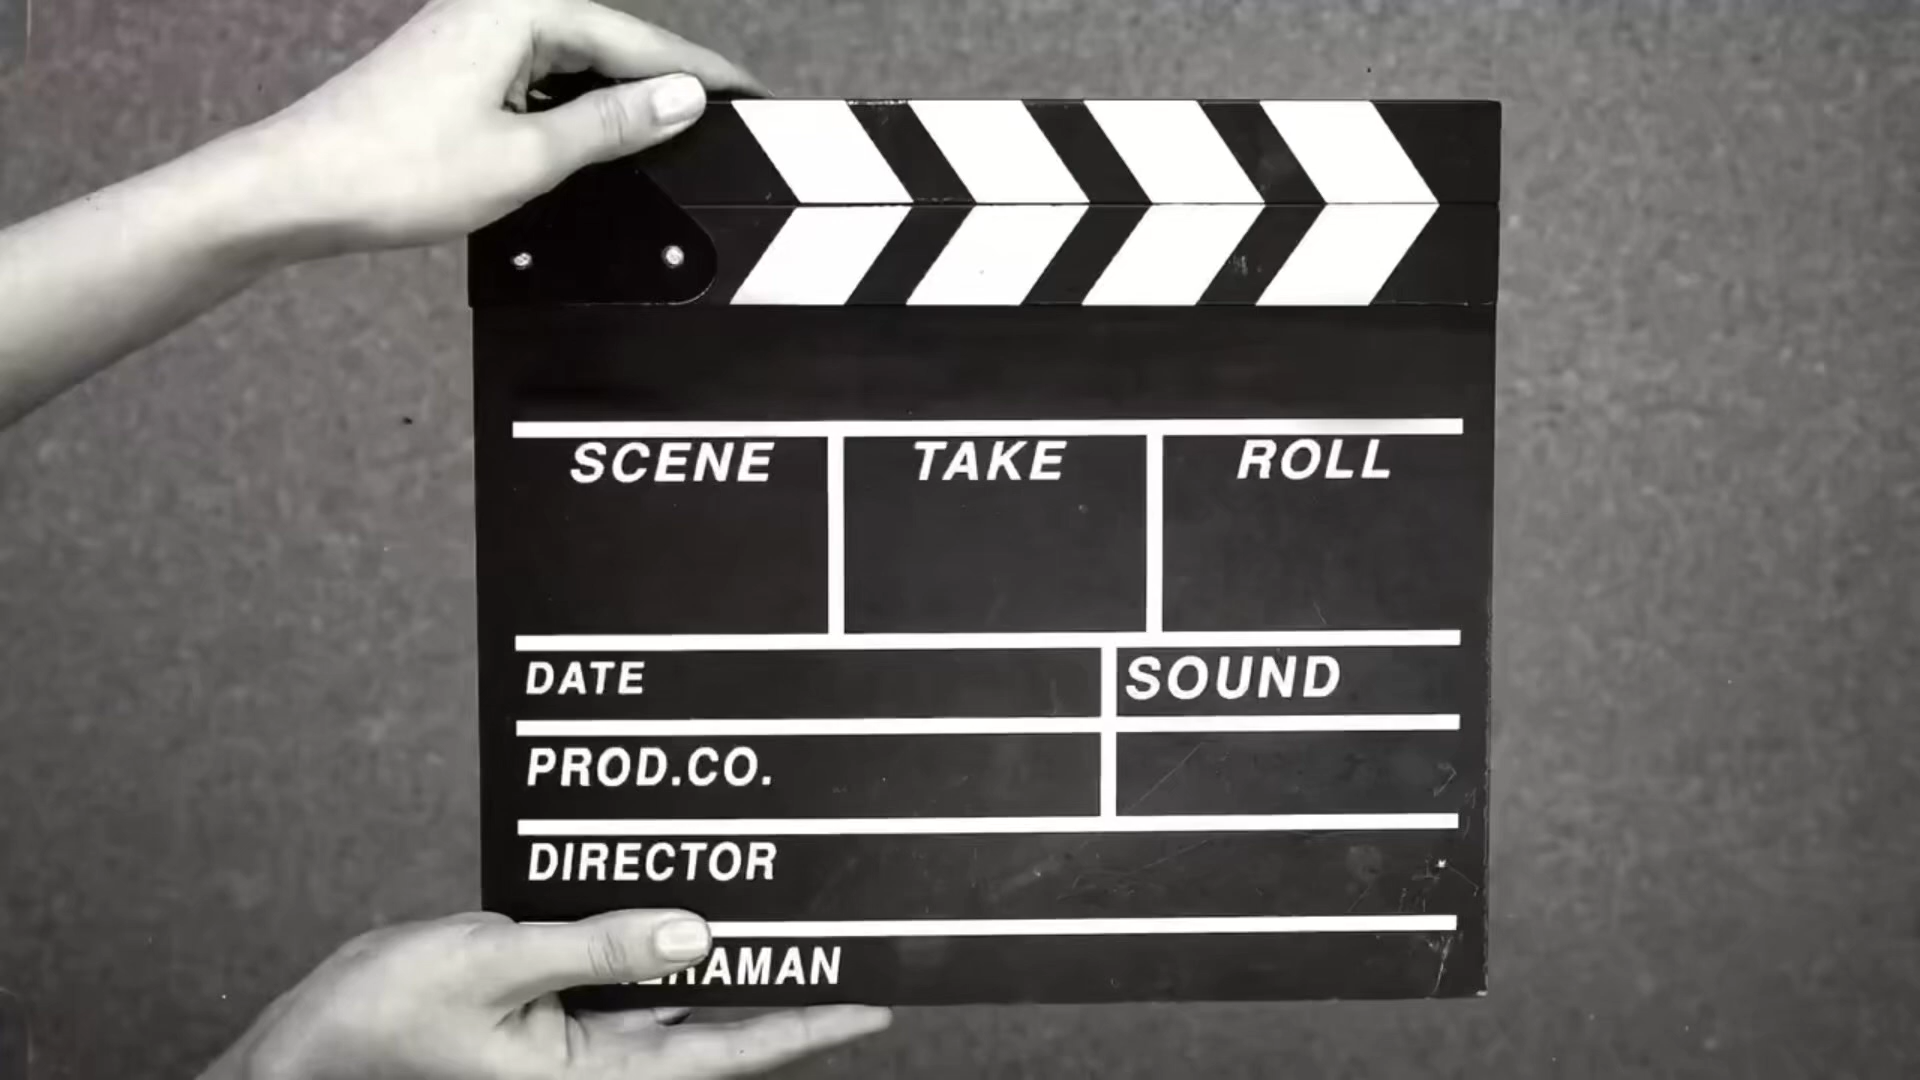 SCENE TAKE ROLL
DATE SOUND
PROD.CO.
DIRECTOR